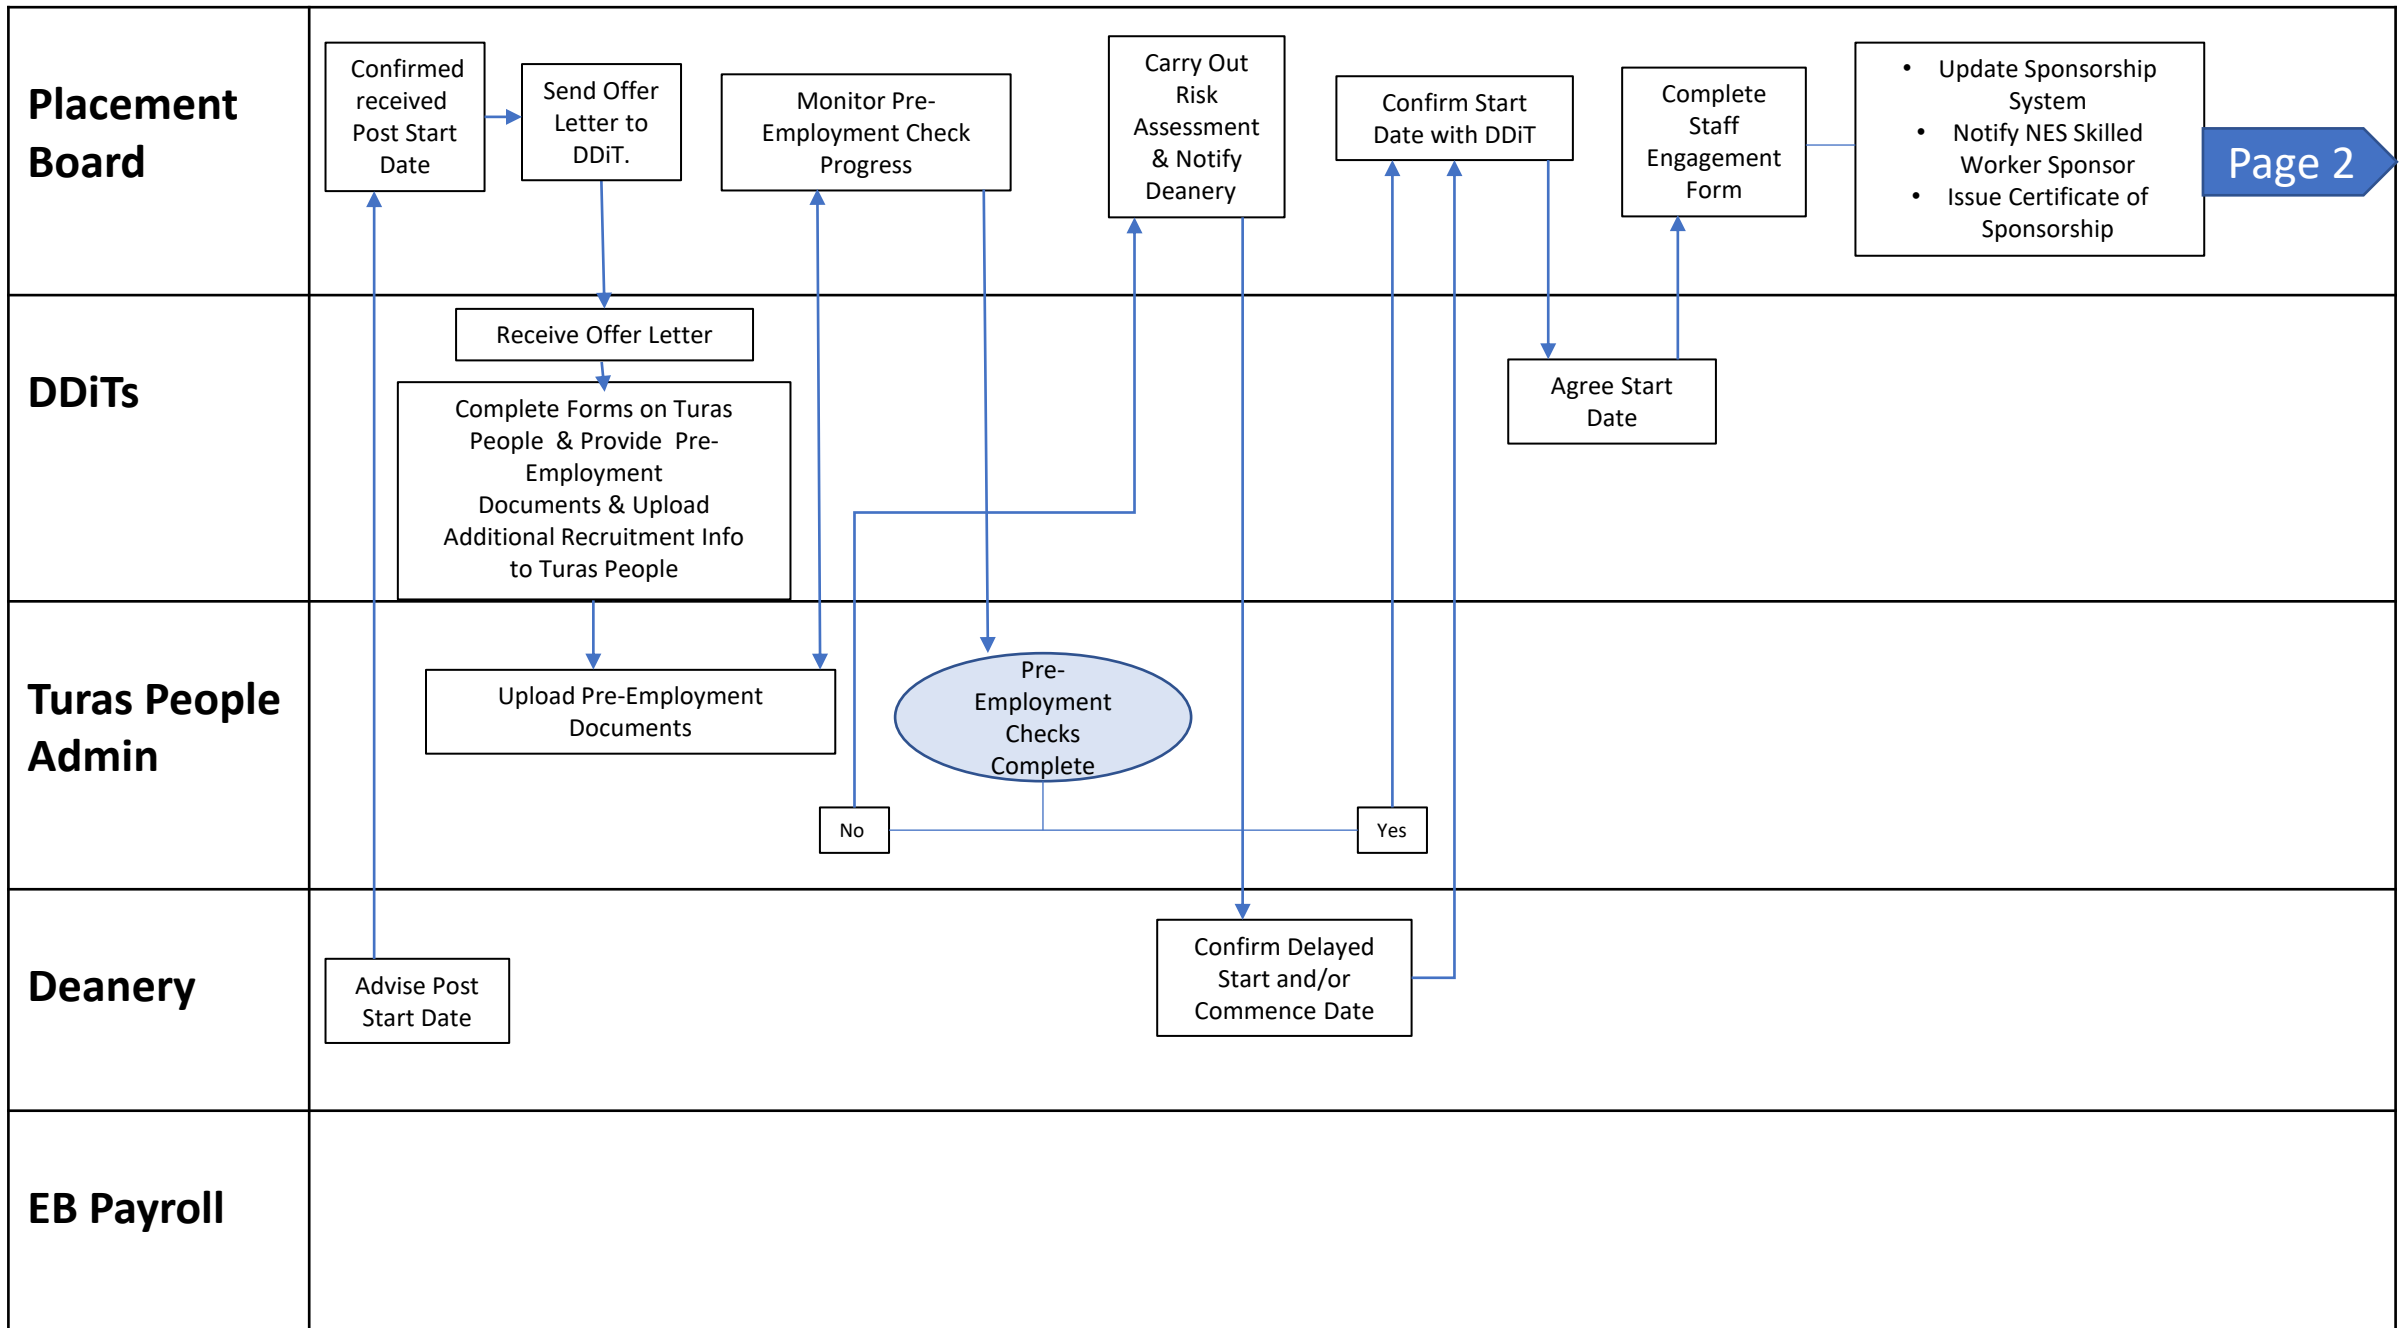 Placement
Board
Confirmed
received
Post Start
Date
Send Offer
Letter to
DDiT.
Monitor Pre-
Employment Check
Progress
Carry Out
Risk
Assessment
& Notify
Deanery
Confirm Start
Date with DDiT
Complete
Staff
Engagement
Form
• Update Sponsorship
System
• Notify NES Skilled
Worker Sponsor
• Issue Certificate of
Sponsorship
Page 2
DDiTs
Receive Offer Letter
Complete Forms on Turas
People & Provide Pre-
Employment
Documents & Upload
Additional Recruitment Info
to Turas People
Agree Start
Date
Turas People
Admin
Upload Pre-Employment
Documents
Pre-
Employment
Checks
Complete
No
Yes
Deanery
Advise Post
Start Date
Confirm Delayed
Start and/or
Commence Date
EB Payroll